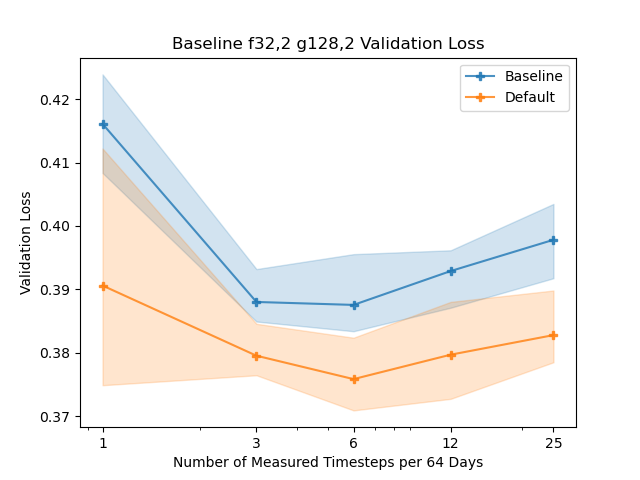 Baseline f32,2 g128,2 Validation Loss
Baseline
Default
0.42
0.41
0.40
0.39
0.38
0.37
Validation Loss
1
3
6
12
25
Number of Measured Timesteps per 64 Days